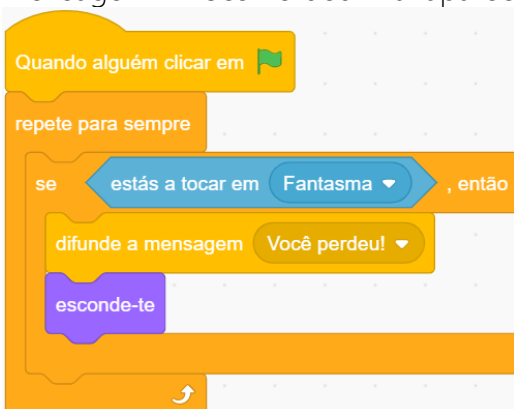 Quando alguém clicar em
repete para sempre
se estás a tocar em Fantasma , então
difunde a mensagem Você perdeu!
esconde-te